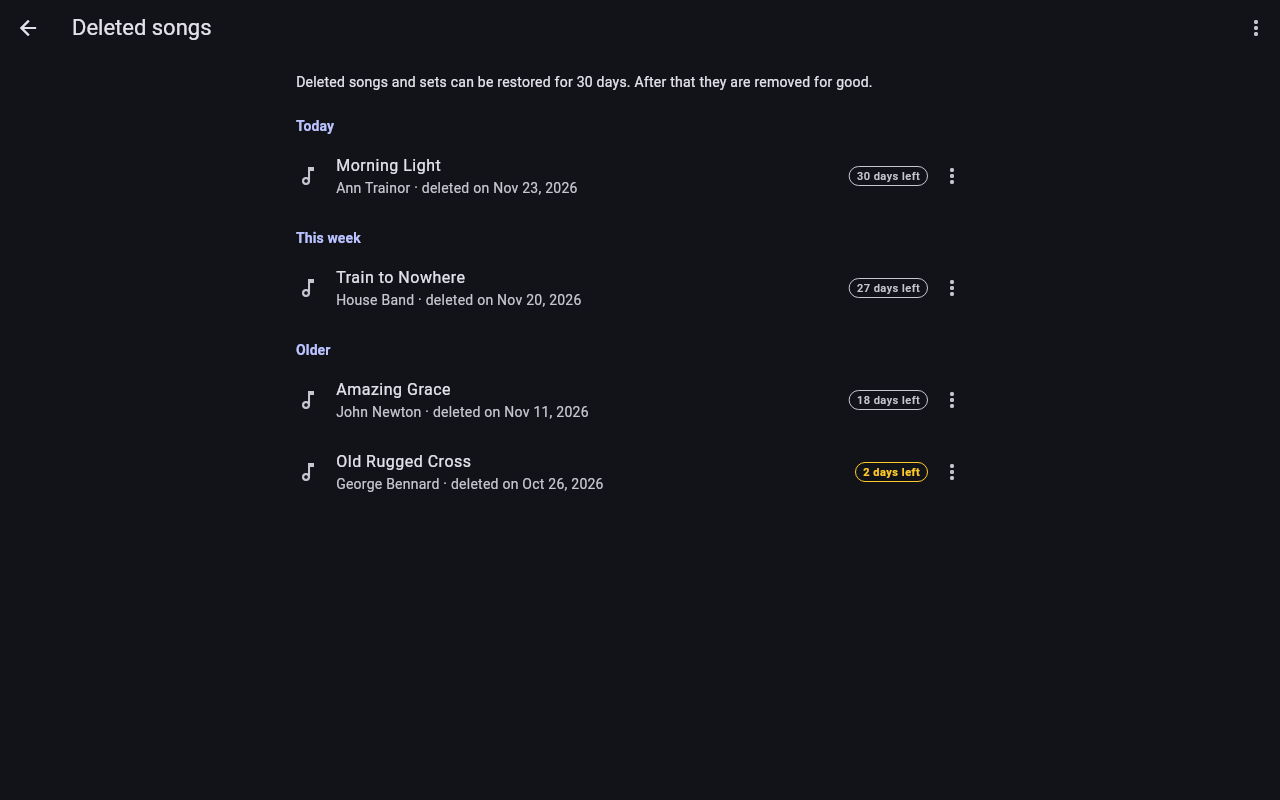 Deleted songs
Deleted songs and sets can be restored for 30 days. After that they are removed for good.
Today
Morning Light
Ann Trainor · deleted on Nov 23, 2026
30 days left
This week
Train to Nowhere
House Band · deleted on Nov 20, 2026
27 days left
Older
Amazing Grace
John Newton · deleted on Nov 11, 2026
18 days left
Old Rugged Cross
George Bennard · deleted on Oct 26, 2026
2 days left